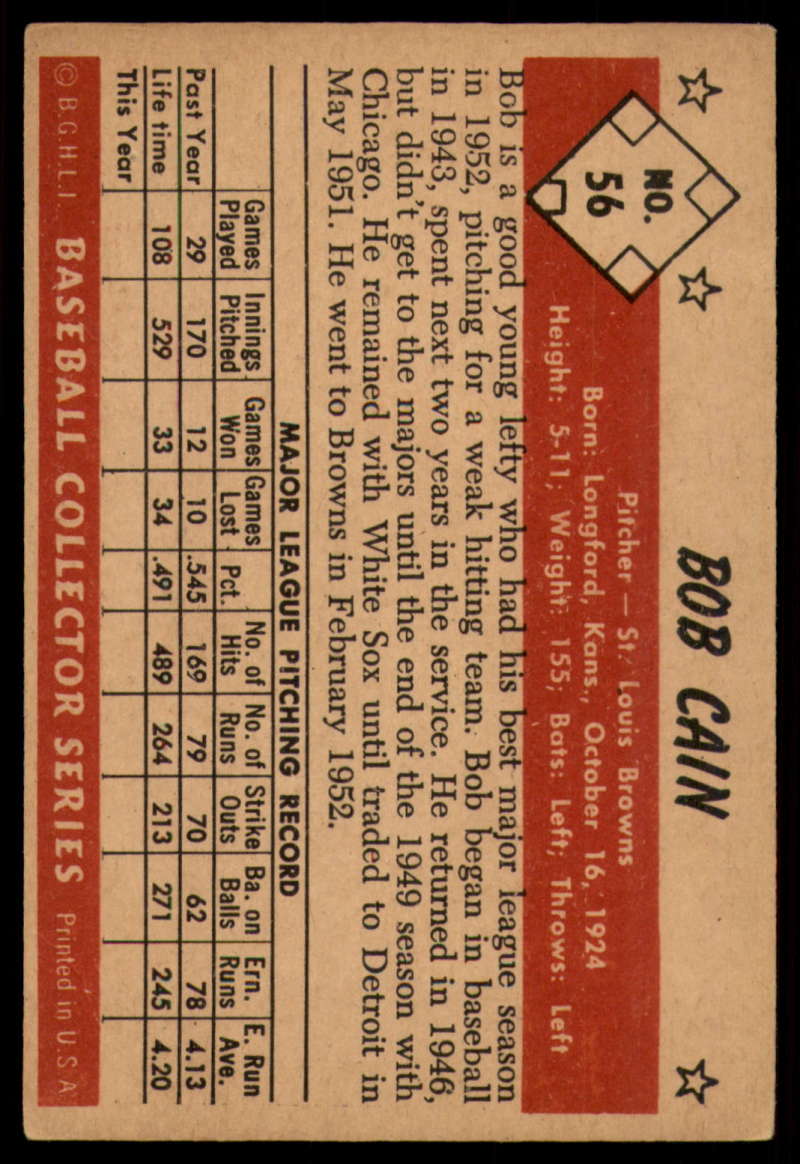 BOB CAIN
NO.
56
Pitcher — St. Louis Browns
Born: Longford, Kans., October 16, 1924
Height: 5-11; Weight: 155; Bats: Left; Throws: Left
Bob is a good young lefty who had his best major league season
in 1952, pitching for a weak hitting team. Bob began in baseball
in 1943, spent next two years in the service. He returned in 1946,
but didn't get to the majors until the end of the 1949 season with
Chicago. He remained with White Sox until traded to Detroit in
May 1951. He went to Browns in February 1952.
MAJOR LEAGUE PITCHING RECORD
Games Played Innings Pitched Games Won Games Lost Pct. No. of Hits No. of Runs Strike Outs Ba. on Balls Ern. Runs E. Run Ave.
Past Year 29 170 12 10 .545 169 79 70 62 78 4.13
Life time 108 529 33 34 .491 489 264 213 271 245 4.20
This Year
© B.G.H.L.I. BASEBALL COLLECTOR SERIES Printed in U.S.A.